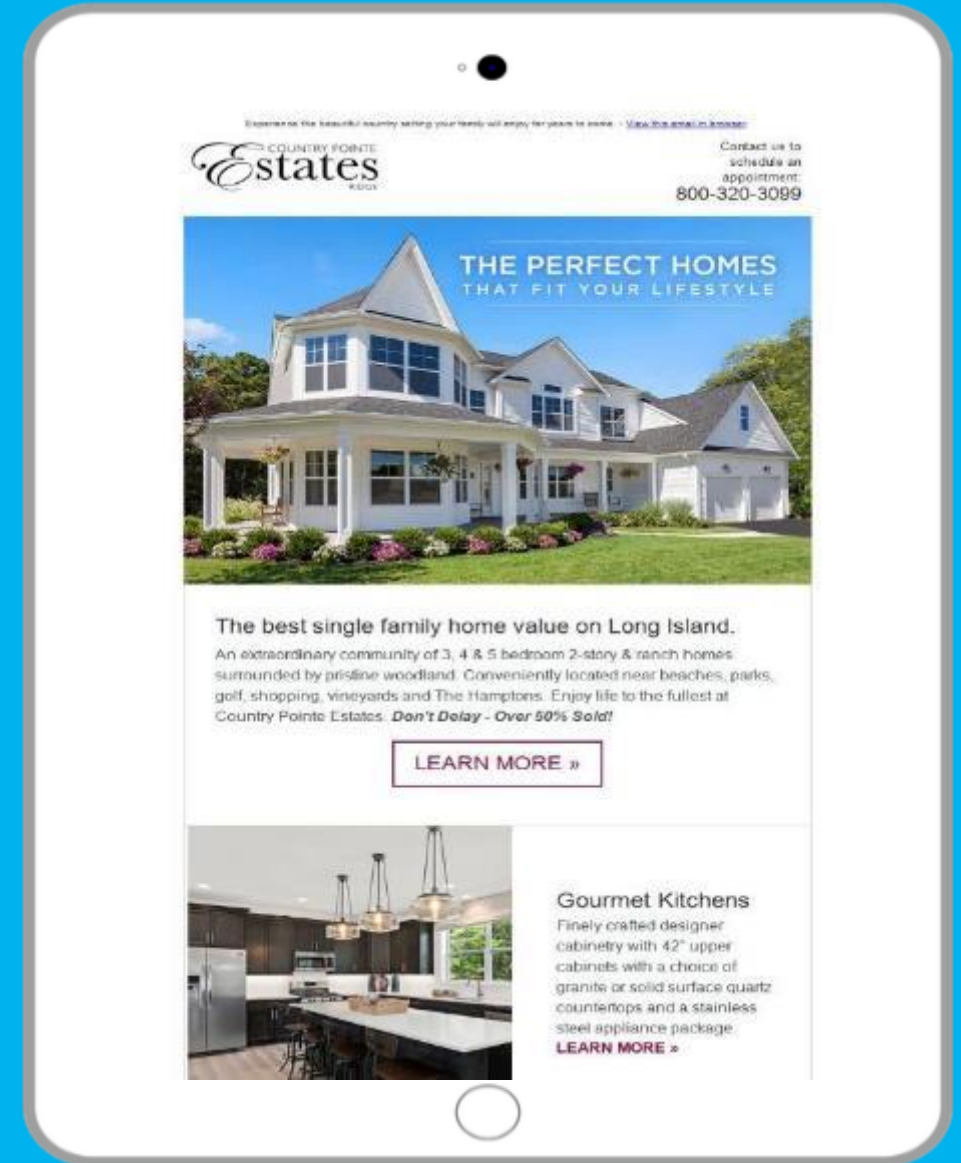 Experience the beautiful country setting your family will enjoy for years to come. - View this email in browser
COUNTRY POINTE
Estates
RIDGE
Contact us to
schedule an
appointment:
800-320-3099
THE PERFECT HOMES
THAT FIT YOUR LIFESTYLE
The best single family home value on Long Island.
An extraordinary community of 3, 4 & 5 bedroom 2-story & ranch homes
surrounded by pristine woodland. Conveniently located near beaches, parks,
golf, shopping, vineyards and The Hamptons. Enjoy life to the fullest at
Country Pointe Estates. Don't Delay - Over 50% Sold!
LEARN MORE »
Gourmet Kitchens
Finely crafted designer
cabinetry with 42" upper
cabinets with a choice of
granite or solid surface quartz
countertops and a stainless
steel appliance package.
LEARN MORE »